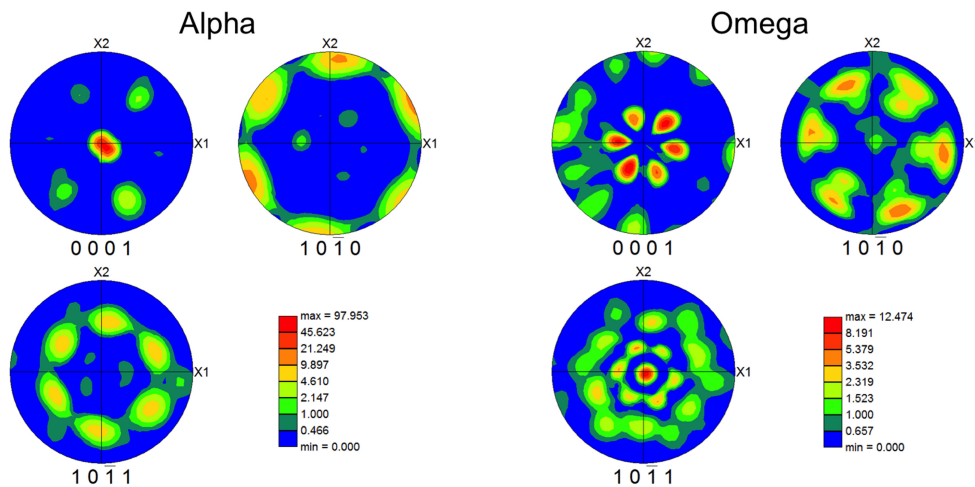 Alpha
Omega
X2
X1
0 0 0 1
X2
X1
1 0 1̅ 0
X2
X1
0 0 0 1
X2
X1
1 0 1̅ 0
X2
X1
1 0 1̅ 1
max = 97.953
45.623
21.249
9.897
4.610
2.147
1.000
0.466
min = 0.000
X2
X1
1 0 1̅ 1
max = 12.474
8.191
5.379
3.532
2.319
1.523
1.000
0.657
min = 0.000